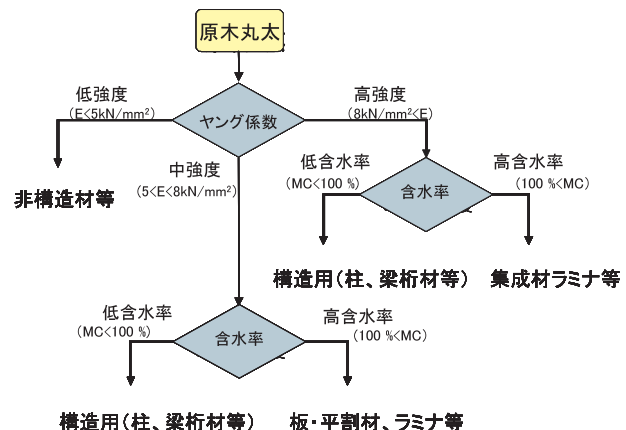 原木丸太
低強度
(E<5kN/mm²)
ヤング係数
高強度
(8kN/mm²<E)
中強度
(5<E<8kN/mm²)
非構造材等
低含水率
(MC<100 %)
含水率
高含水率
(100 %<MC)
構造用(柱、梁桁材等)
集成材ラミナ等
低含水率
(MC<100 %)
含水率
高含水率
(100 %<MC)
構造用(柱、梁桁材等)
板・平割材、ラミナ等